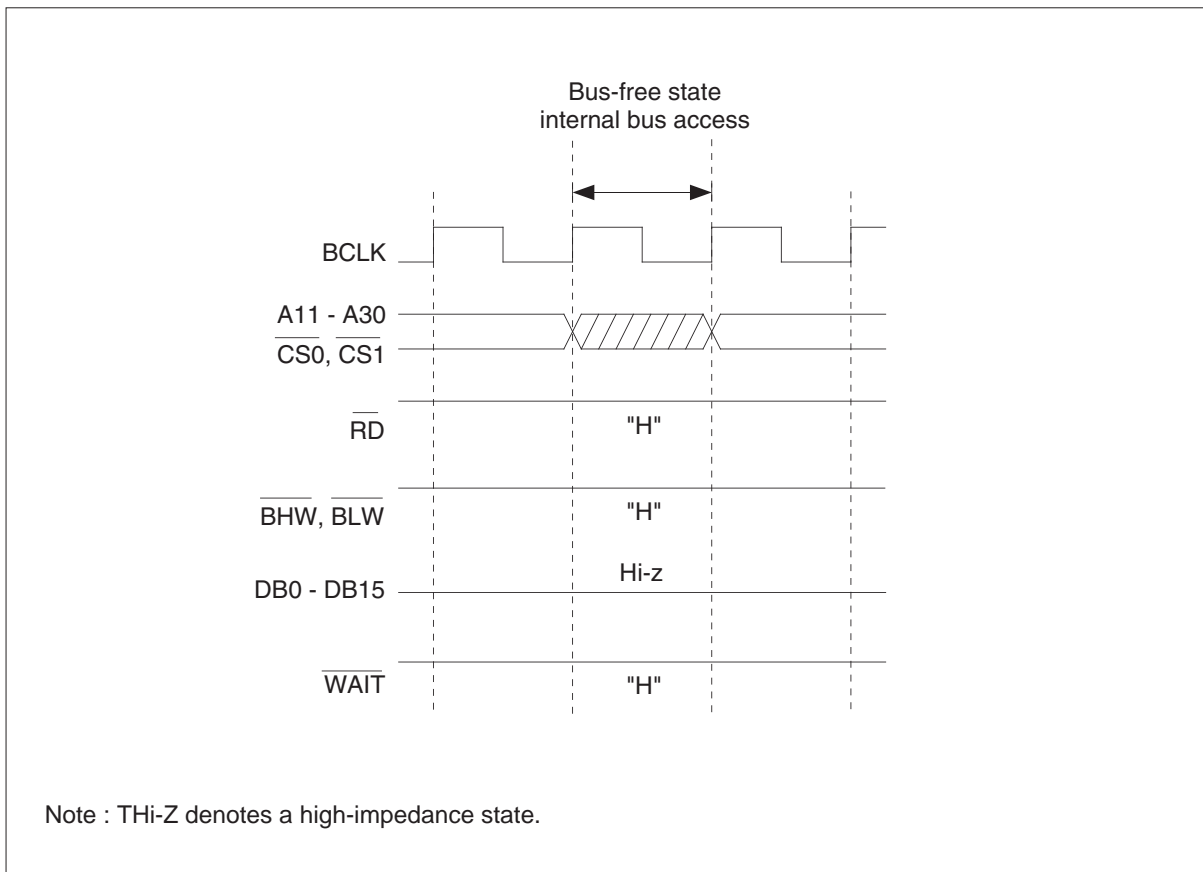 Bus-free state
internal bus access
BCLK
A11 - A30
CS0, CS1
RD
"H"
BHW, BLW
"H"
DB0 - DB15
Hi-z
WAIT
"H"
Note : THi-Z denotes a high-impedance state.